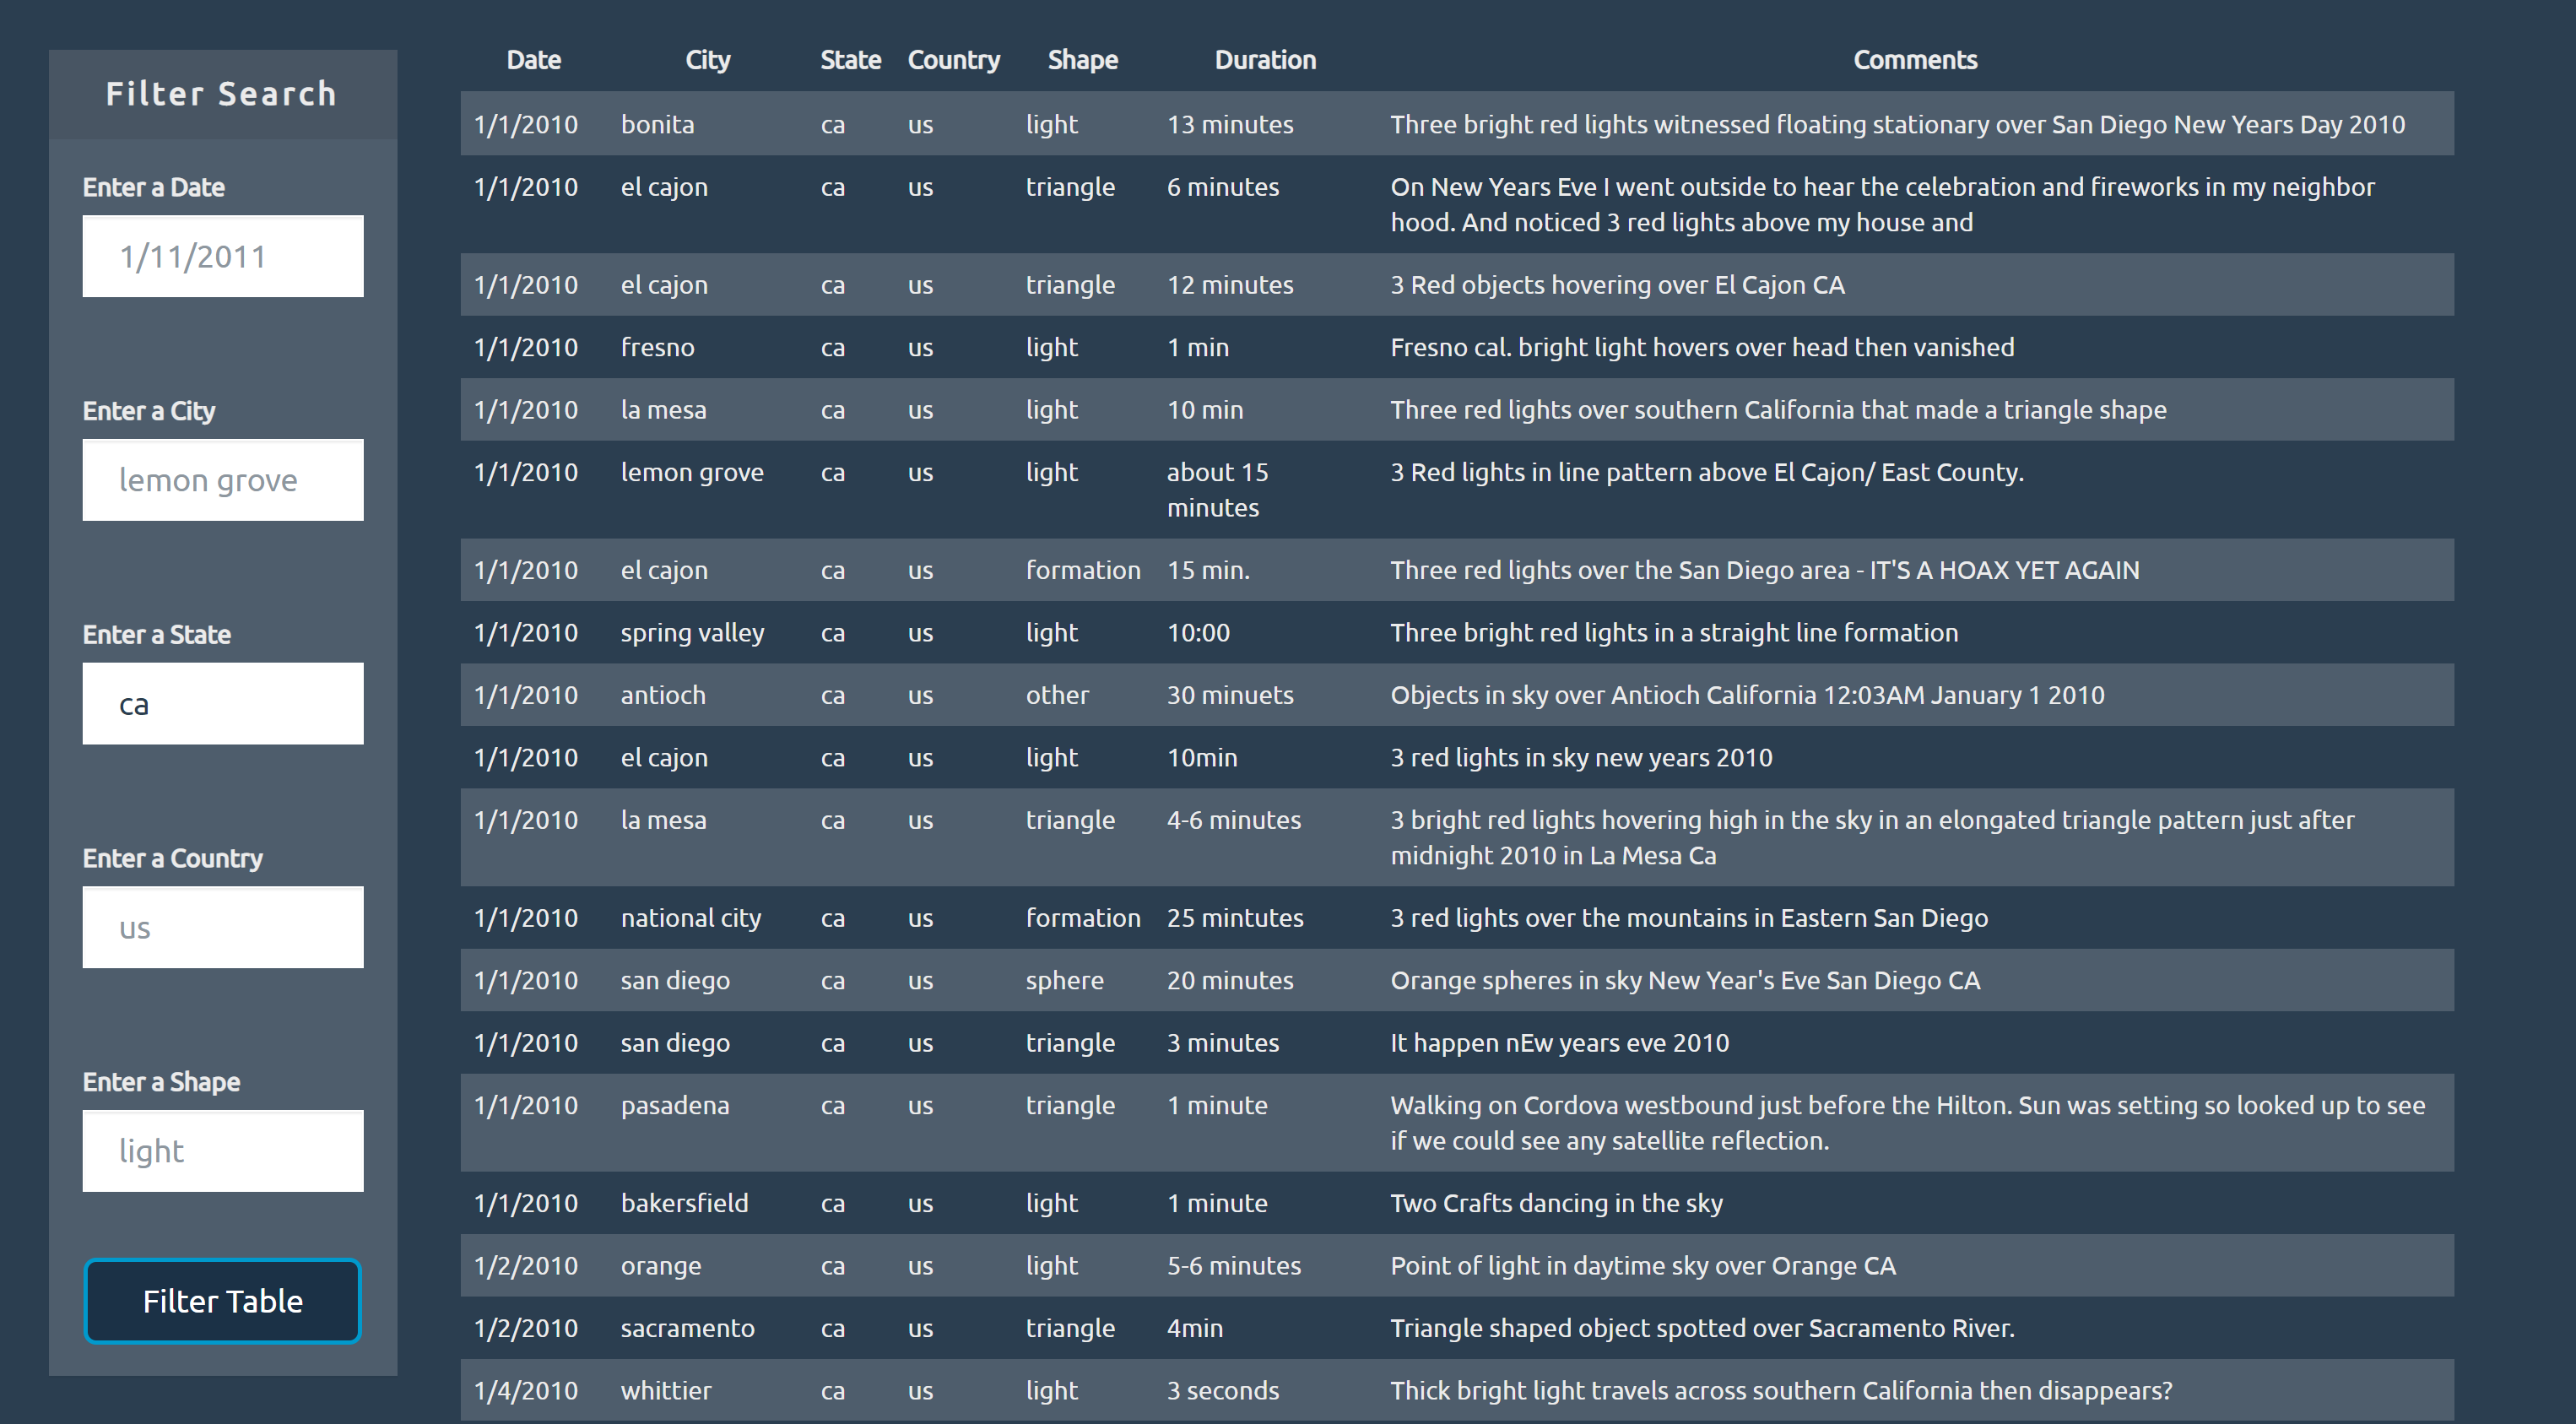 Filter Search
Enter a Date
1/11/2011
Enter a City
lemon grove
Enter a State
ca
Enter a Country
us
Enter a Shape
light
Filter Table
Date City State Country Shape Duration Comments
1/1/2010 bonita ca us light 13 minutes Three bright red lights witnessed floating stationary over San Diego New Years Day 2010
1/1/2010 el cajon ca us triangle 6 minutes On New Years Eve I went outside to hear the celebration and fireworks in my neighbor
hood. And noticed 3 red lights above my house and
1/1/2010 el cajon ca us triangle 12 minutes 3 Red objects hovering over El Cajon CA
1/1/2010 fresno ca us light 1 min Fresno cal. bright light hovers over head then vanished
1/1/2010 la mesa ca us light 10 min Three red lights over southern California that made a triangle shape
1/1/2010 lemon grove ca us light about 15 3 Red lights in line pattern above El Cajon/ East County.
minutes
1/1/2010 el cajon ca us formation 15 min. Three red lights over the San Diego area - IT'S A HOAX YET AGAIN
1/1/2010 spring valley ca us light 10:00 Three bright red lights in a straight line formation
1/1/2010 antioch ca us other 30 minuets Objects in sky over Antioch California 12:03AM January 1 2010
1/1/2010 el cajon ca us light 10min 3 red lights in sky new years 2010
1/1/2010 la mesa ca us triangle 4-6 minutes 3 bright red lights hovering high in the sky in an elongated triangle pattern just after
midnight 2010 in La Mesa Ca
1/1/2010 national city ca us formation 25 mintutes 3 red lights over the mountains in Eastern San Diego
1/1/2010 san diego ca us sphere 20 minutes Orange spheres in sky New Year's Eve San Diego CA
1/1/2010 san diego ca us triangle 3 minutes It happen nEw years eve 2010
1/1/2010 pasadena ca us triangle 1 minute Walking on Cordova westbound just before the Hilton. Sun was setting so looked up to see
if we could see any satellite reflection.
1/1/2010 bakersfield ca us light 1 minute Two Crafts dancing in the sky
1/2/2010 orange ca us light 5-6 minutes Point of light in daytime sky over Orange CA
1/2/2010 sacramento ca us triangle 4min Triangle shaped object spotted over Sacramento River.
1/4/2010 whittier ca us light 3 seconds Thick bright light travels across southern California then disappears?